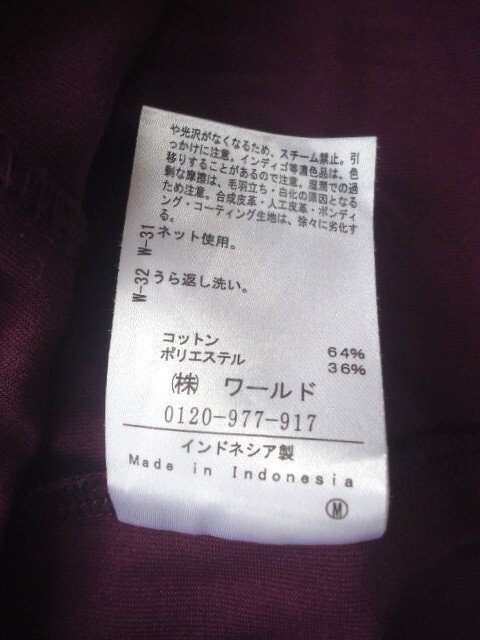 や光沢がなくなるため、スチーム禁止。引
っかけに注意。インディゴ等濃色品は、色
移りすることがあるので注意。湿潤での過
剰な摩擦は、毛羽立ち・白化の原因となる
ため注意。合成皮革・人工皮革・ボンディ
ング・コーティング生地は、徐々に劣化す
る。
W-31 ネット使用。
W-32 うら返し洗い。
コットン 64%
ポリエステル 36%
㈱ ワールド
0120-977-917
インドネシア製
Made in Indonesia
Ⓜ